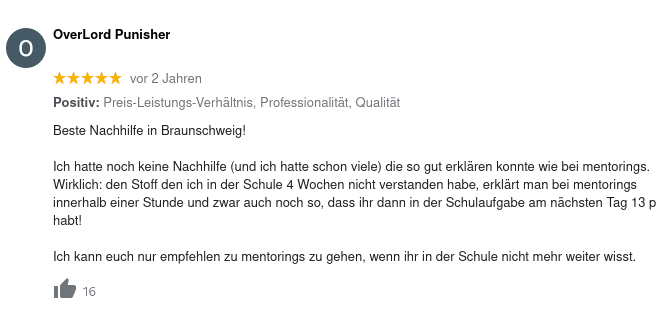 O
OverLord Punisher
vor 2 Jahren
Positiv: Preis-Leistungs-Verhältnis, Professionalität, Qualität
Beste Nachhilfe in Braunschweig!
Ich hatte noch keine Nachhilfe (und ich hatte schon viele) die so gut erklären konnte wie bei mentorings.
Wirklich: den Stoff den ich in der Schule 4 Wochen nicht verstanden habe, erklärt man bei mentorings
innerhalb einer Stunde und zwar auch noch so, dass ihr dann in der Schulaufgabe am nächsten Tag 13 p
habt!
Ich kann euch nur empfehlen zu mentorings zu gehen, wenn ihr in der Schule nicht mehr weiter wisst.
16